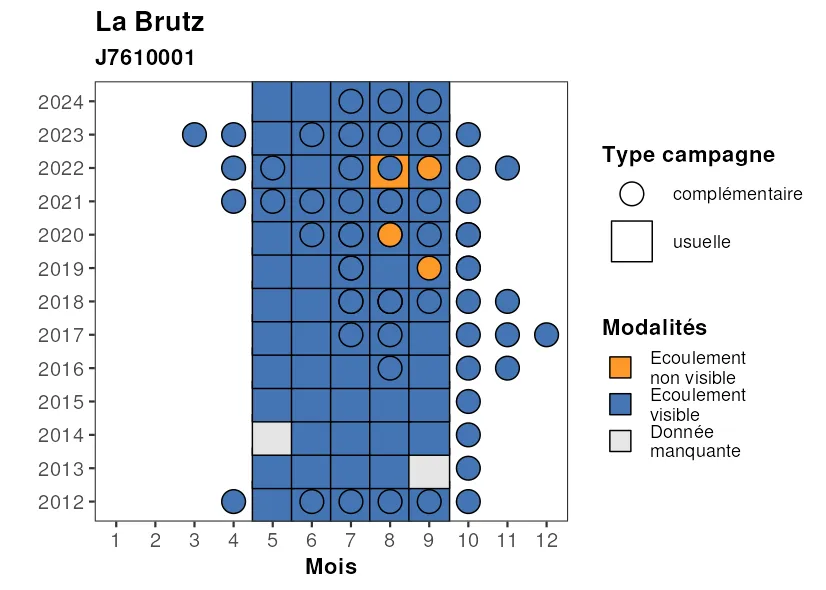 La Brutz
J7610001
2024
2023
2022
2021
2020
2019
2018
2017
2016
2015
2014
2013
2012
1 2 3 4 5 6 7 8 9 10 11 12
Mois
Type campagne
complémentaire
usuelle
Modalités
Ecoulement
non visible
Ecoulement
visible
Donnée
manquante